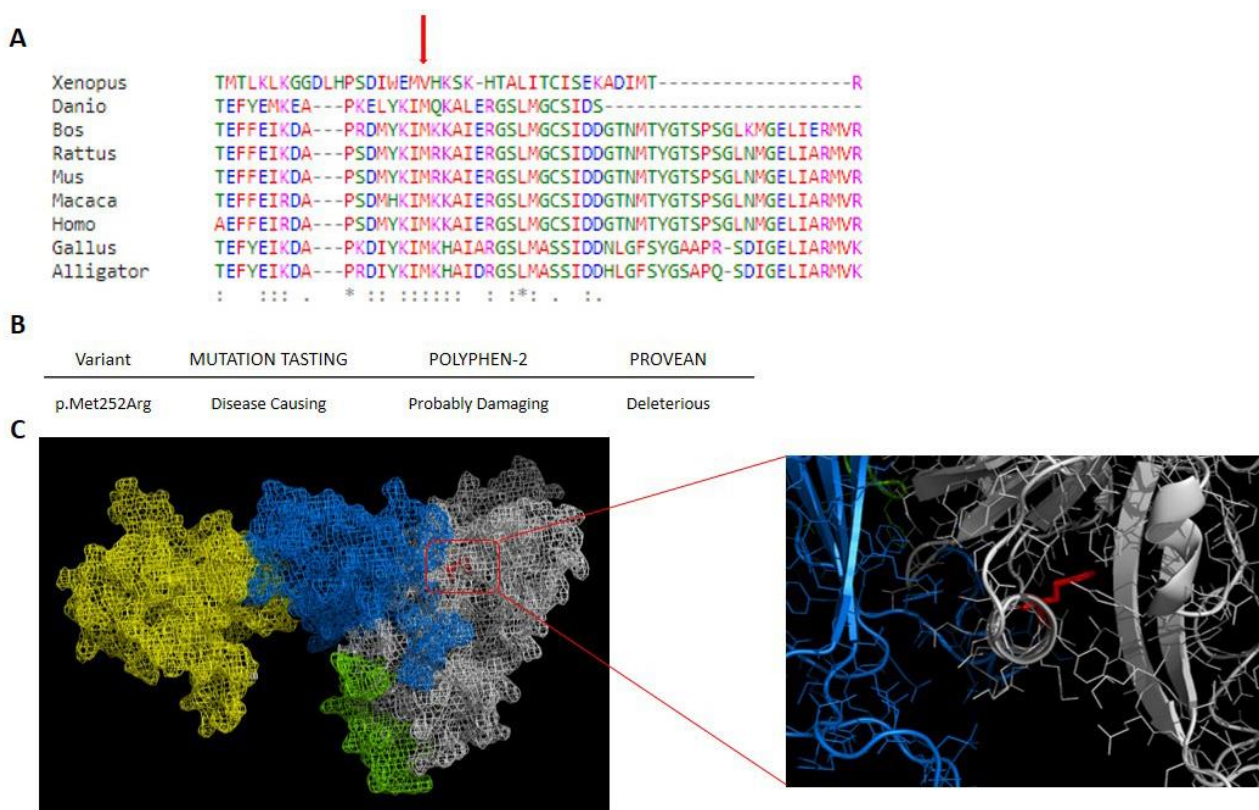 A
Xenopus TMTLKLKGGDLHPSDIWEMVHKSK-HTALITCISEKADIMT-------------------R
Danio TEFYEMKEA---PKELYKIMQKALERGSLMGCSIDS------------------------
Bos TEFFEIKDA---PRDMYKIMKKAIERGSLMGCSIDDGTNMTYGTSPSGLKMGELIERMVR
Rattus TEFFEIKDA---PSDMYKIMRKAIERGSLMGCSIDDGTNMTYGTSPSGLNMGELIARMVR
Mus TEFFEIKDA---PSDMYKIMRKAIERGSLMGCSIDDGTNMTYGTSPSGLNMGELIARMVR
Macaca TEFFEIRDA---PSDMHKIMKKAIERGSLMGCSIDDGTNMTYGTSPSGLNMGELIARMVR
Homo AEFFEIRDA---PSDMYKIMKKAIERGSLMGCSIDDGTNMTYGTSPSGLNMGELIARMVR
Gallus TEFYEIKDA---PKDIYKIMKHAIARGSLMASSIDDNLGFSYGAAPR-SDIGELIARMVK
Alligator TEFYEIKDA---PRDIYKIMKHAIDRGSLMASSIDDHLGFSYGSAPQ-SDIGELIARMVK
: ::: . * :: :::::: : :*: . :.
B
Variant MUTATION TASTING POLYPHEN-2 PROVEAN
p.Met252Arg Disease Causing Probably Damaging Deleterious
C